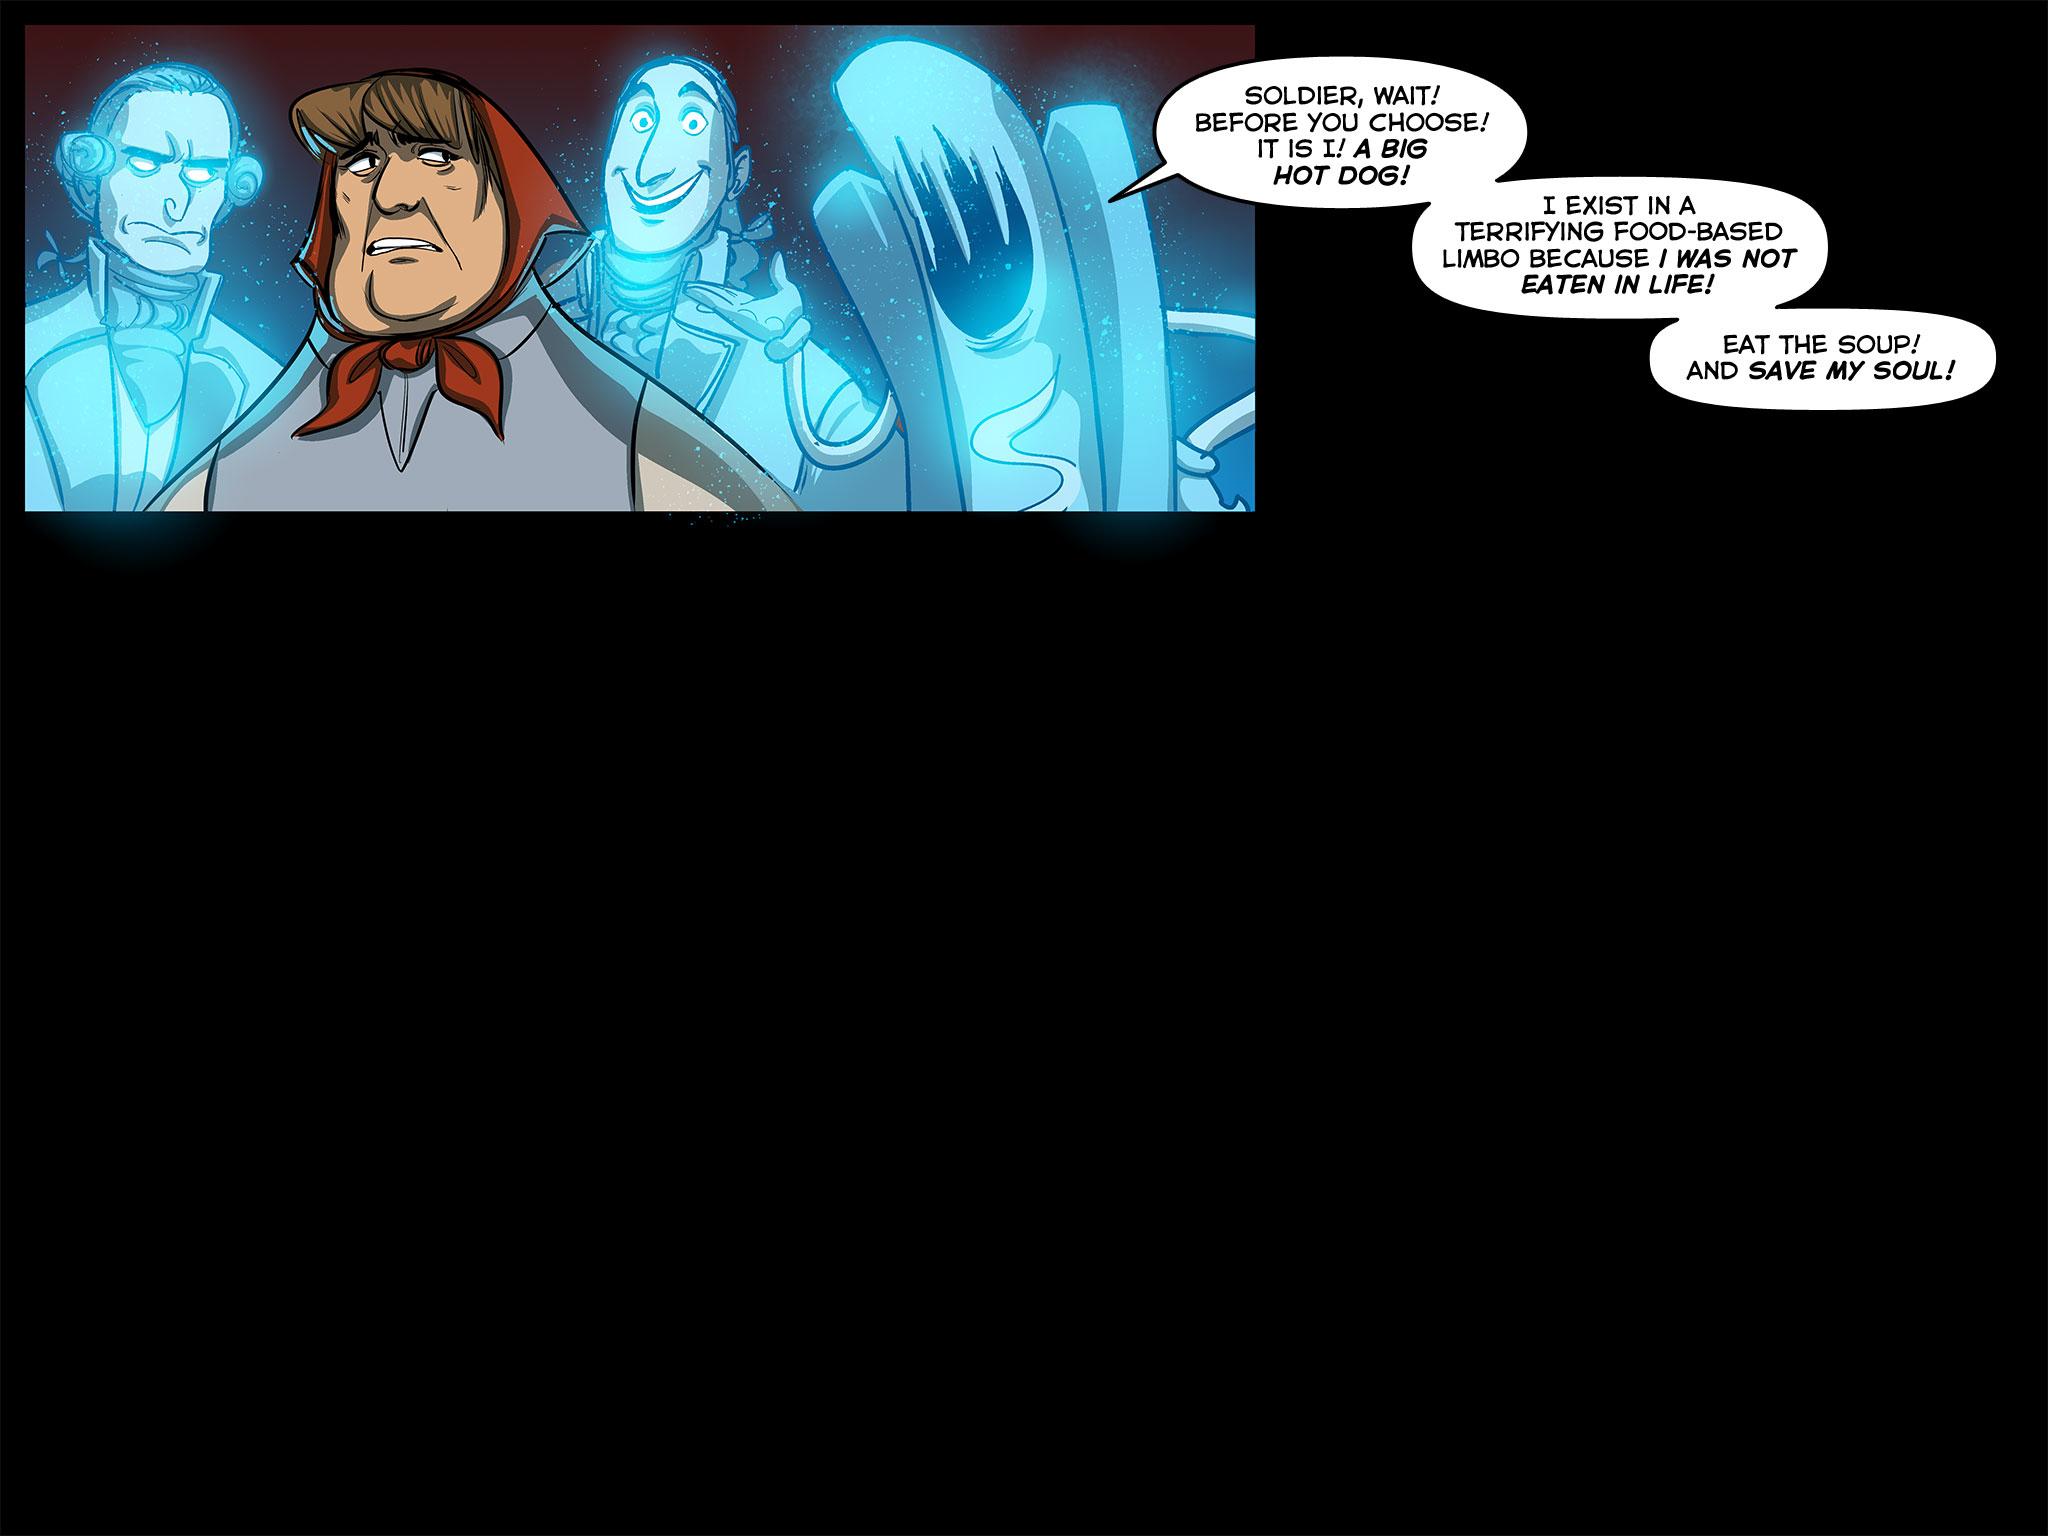 SOLDIER, WAIT!
BEFORE YOU CHOOSE!
IT IS I! A BIG
HOT DOG!
I EXIST IN A
TERRIFYING FOOD-BASED
LIMBO BECAUSE I WAS NOT
EATEN IN LIFE!
EAT THE SOUP!
AND SAVE MY SOUL!